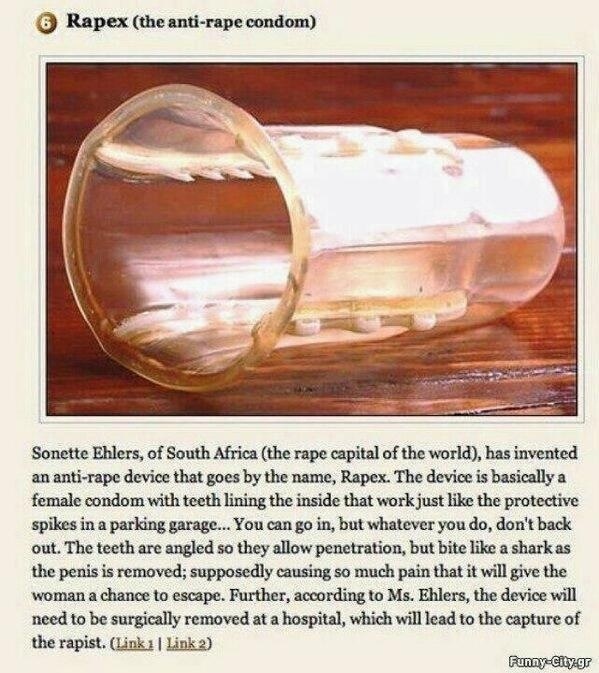 6 Rapex (the anti-rape condom)
Sonette Ehlers, of South Africa (the rape capital of the world), has invented
an anti-rape device that goes by the name, Rapex. The device is basically a
female condom with teeth lining the inside that work just like the protective
spikes in a parking garage... You can go in, but whatever you do, don't back
out. The teeth are angled so they allow penetration, but bite like a shark as
the penis is removed; supposedly causing so much pain that it will give the
woman a chance to escape. Further, according to Ms. Ehlers, the device will
need to be surgically removed at a hospital, which will lead to the capture of
the rapist. (Link 1 | Link 2)
Funny-City.gr